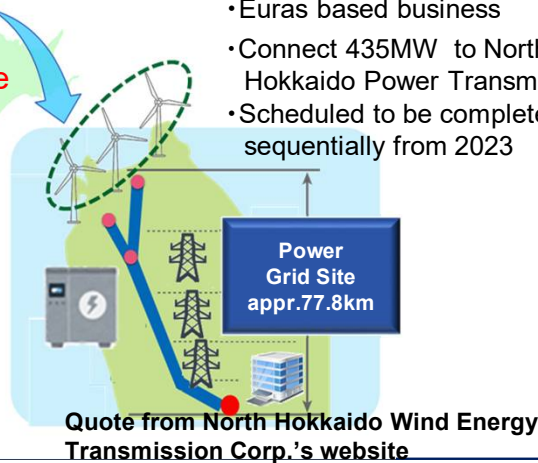 ・Euras based business
・Connect 435MW to North
Hokkaido Power Transm
・Scheduled to be complete
sequentially from 2023
e
Power
Grid Site
appr.77.8km
Quote from North Hokkaido Wind Energy
Transmission Corp.'s website